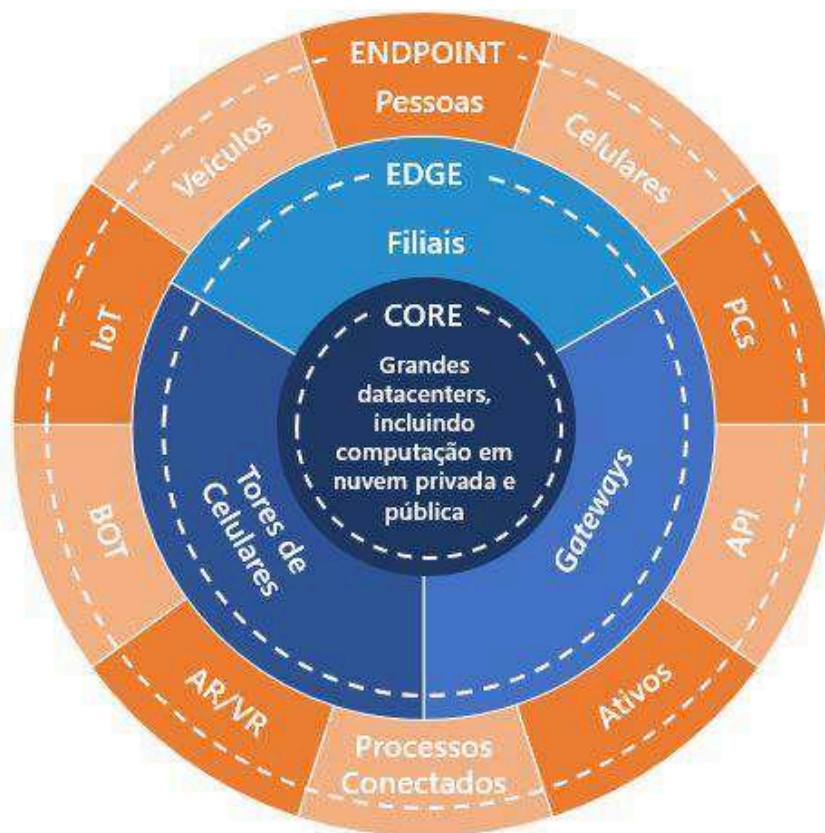 ENDPOINT
Pessoas
Celulares
PCs
API
Ativos
Processos
Conectados
AR/VR
BOT
IoT
Veículos
EDGE
Filiais
Gateways
Tores de
Celulares
CORE
Grandes
datacenters,
incluindo
computação em
nuvem privada e
pública